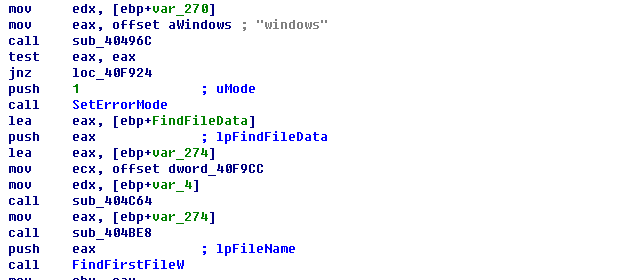 mov edx, [ebp+var_270]
mov eax, offset aWindows ; "windows"
call sub_40496C
test eax, eax
jnz loc_40F924
push 1 ; uMode
call SetErrorMode
lea eax, [ebp+FindFileData]
push eax ; lpFindFileData
lea eax, [ebp+var_274]
mov ecx, offset dword_40F9CC
mov edx, [ebp+var_4]
call sub_404C64
mov eax, [ebp+var_274]
call sub_404BE8
push eax ; lpFileName
call FindFirstFileW